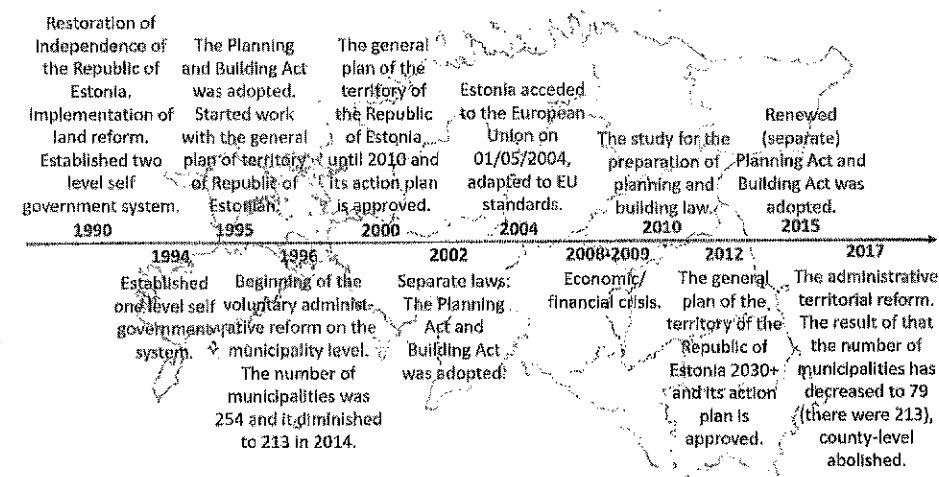 Restoration of
Independence of
the Republic of
Estonia.
Implementation of
land reform.
Established two
level self
government system.
1990
The Planning
and Building Act
was adopted.
Started work
with the general
plan of territory
of Republic of
Estonian.
1995
The general
plan of the
territory of
the Republic
of Estonia
until 2010 and
its action plan
is approved.
2000
Estonia acceded
to the European
Union on
01/05/2004,
adapted to EU
standards.
2004
The study for the
preparation of
planning and
building law.
2010
Renewed
(separate)
Planning Act and
Building Act was
adopted.
2015
1994
Established
one level self
government
system.
1996
Beginning of the
voluntary administ-
rative reform on the
municipality level.
The number of
municipalities was
254 and it diminished
to 213 in 2014.
2002
Separate laws:
The Planning
Act and
Building Act
was adopted.
2008-2009
Economic/
financial crisis.
2012
The general
plan of the
territory of the
Republic of
Estonia 2030+
and its action
plan is
approved.
2017
The administrative
territorial reform.
The result of that
the number of
municipalities has
decreased to 79
(there were 213),
county-level
abolished.